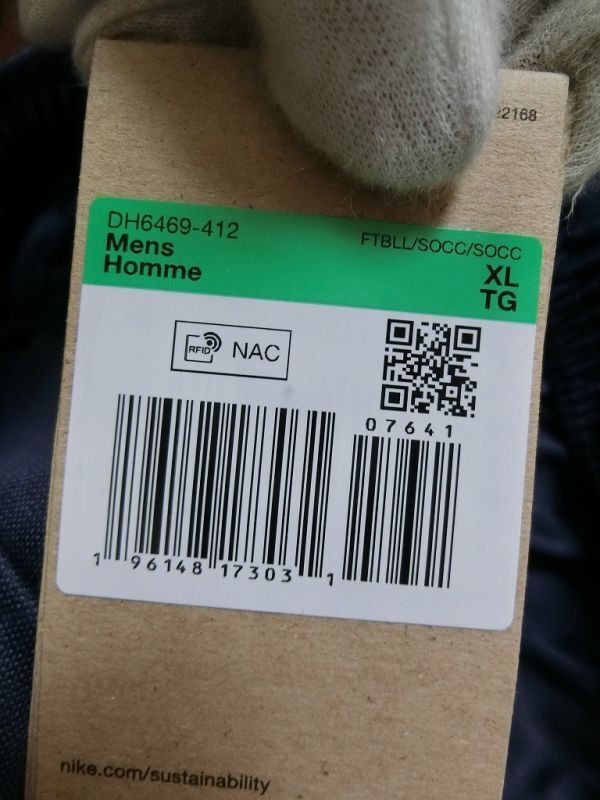 22168
DH6469-412
FTBLL/SOCC/SOCC
Mens
Homme
XL
TG
RFID NAC
07641
1 96148 17303 1
nike.com/sustainability